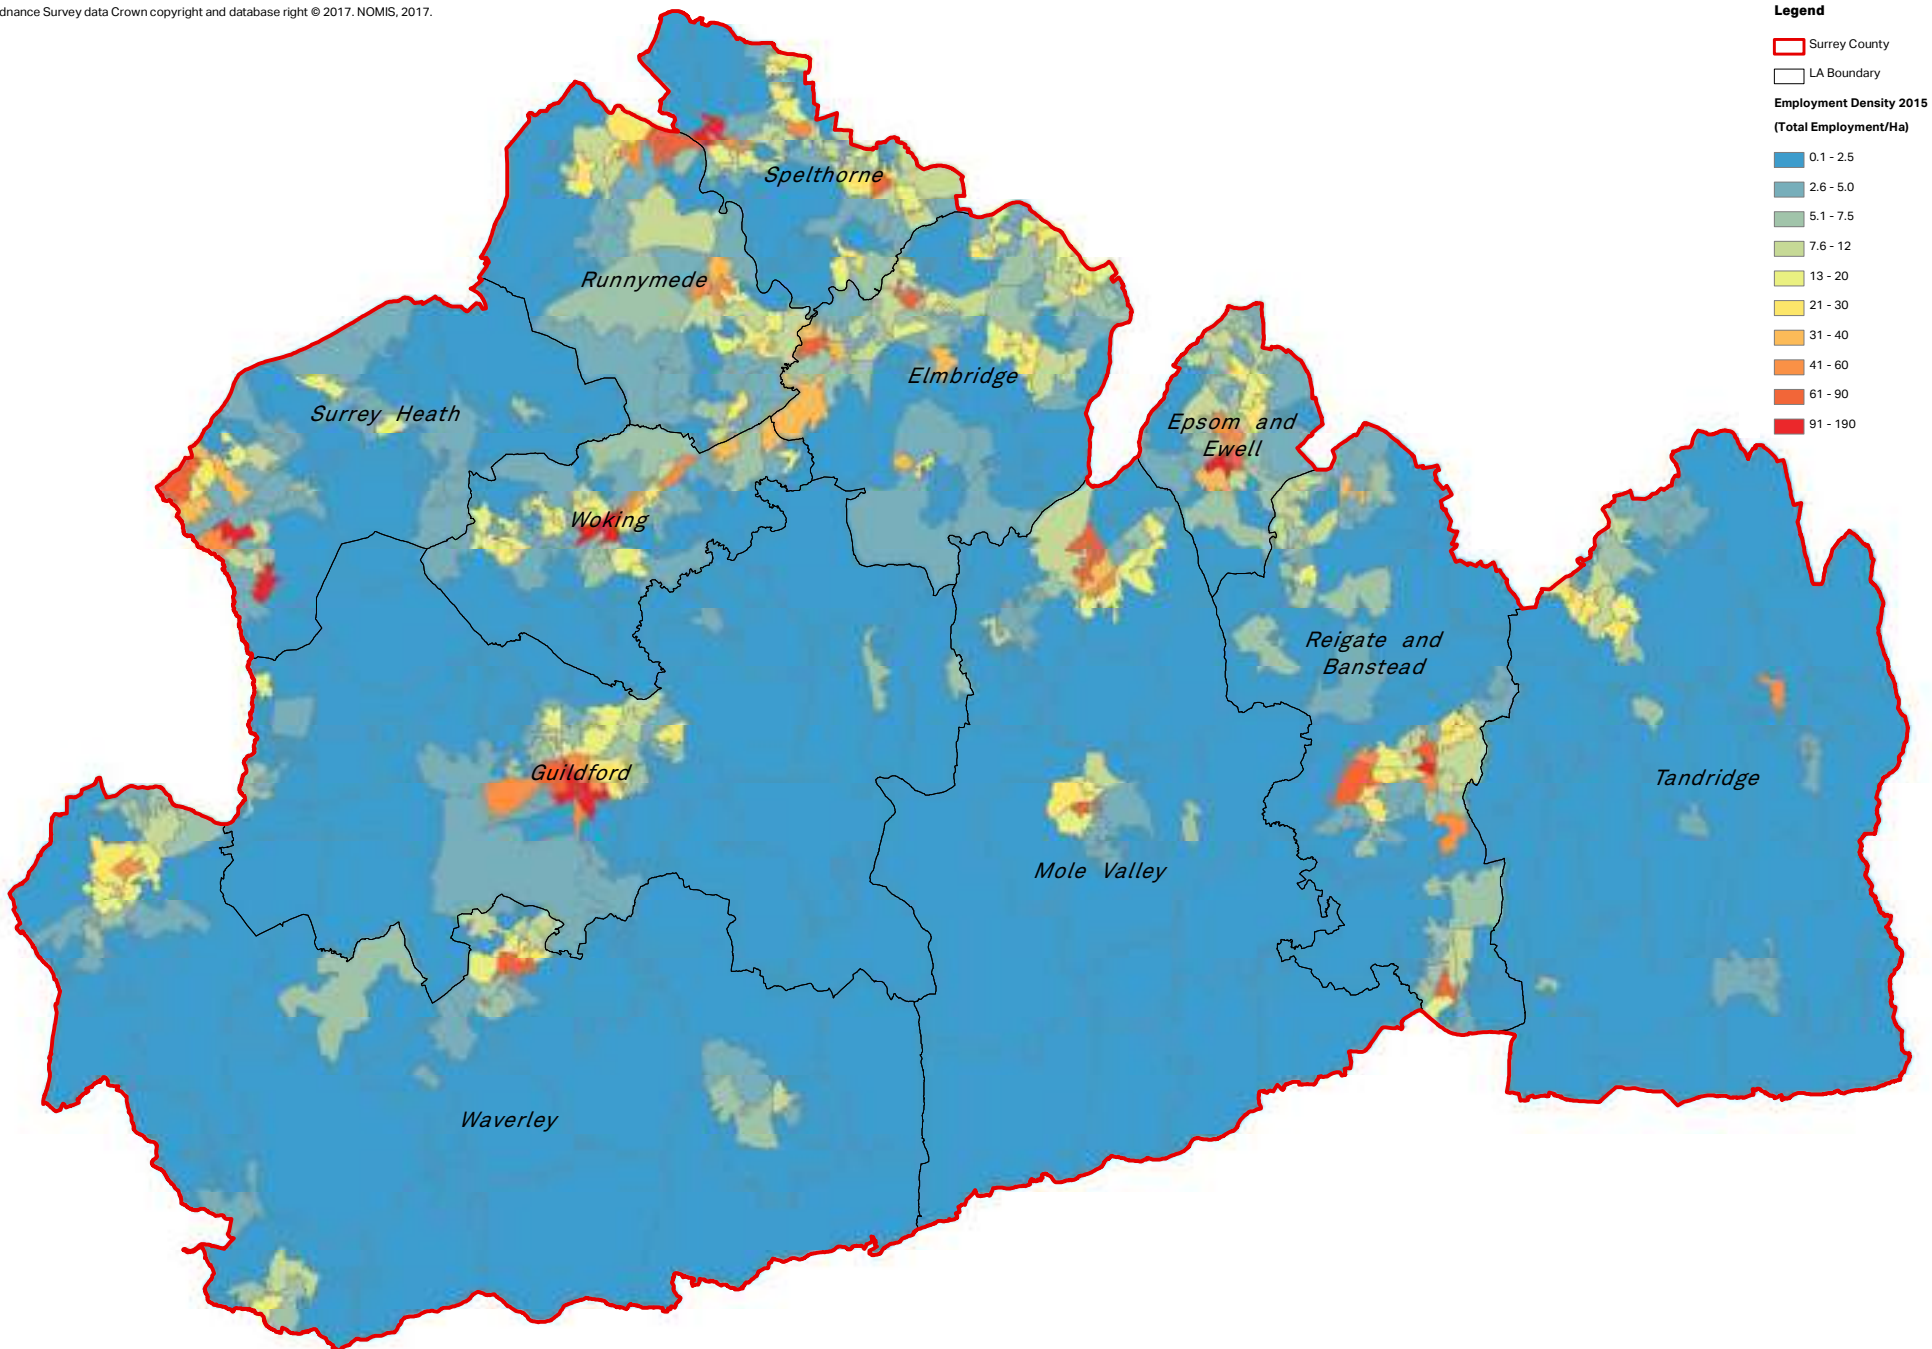 dnance Survey data Crown copyright and database right © 2017. NOMIS, 2017.
Legend
Surrey County
LA Boundary
Employment Density 2015
(Total Employment/Ha)
0.1 - 2.5
2.6 - 5.0
5.1 - 7.5
7.6 - 12
13 - 20
21 - 30
31 - 40
41 - 60
61 - 90
91 - 190
Spelthorne
Runnymede
Elmbridge
Surrey Heath
Epsom and
Ewell
Woking
Reigate and
Banstead
Guildford
Tandridge
Mole Valley
Waverley